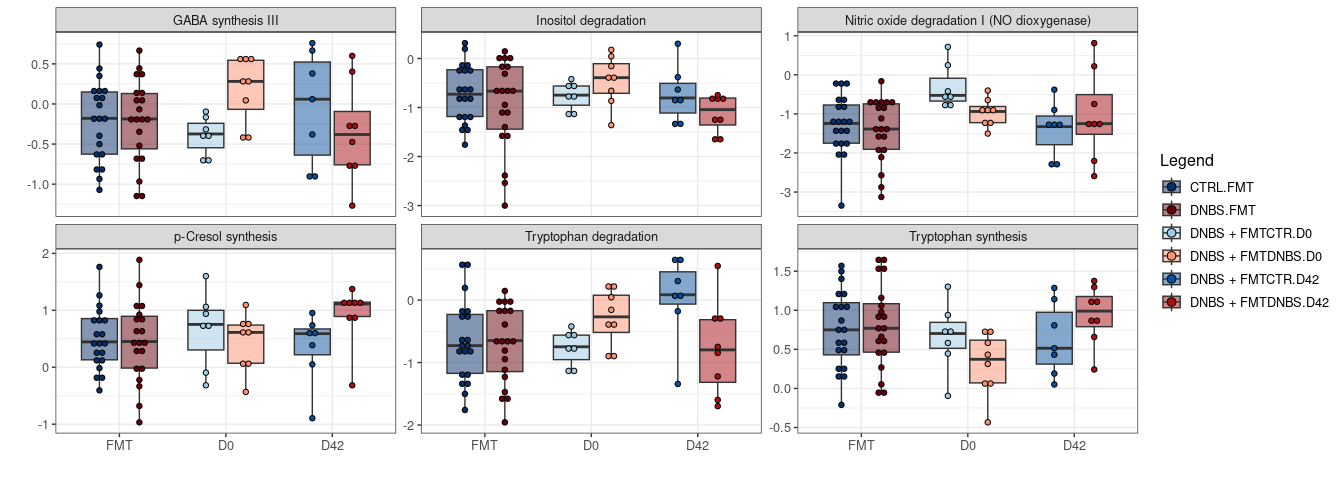 GABA synthesis III
Inositol degradation
Nitric oxide degradation I (NO dioxygenase)
0.5
0.0
-0.5
-1.0
0
-1
-2
-3
1
0
-1
-2
-3
p-Cresol synthesis
Tryptophan degradation
Tryptophan synthesis
2
1
0
-1
0
-1
-2
1.5
1.0
0.5
0.0
-0.5
FMT D0 D42
FMT D0 D42
FMT D0 D42
Legend
CTRL.FMT
DNBS.FMT
DNBS + FMTCTR.D0
DNBS + FMTDNBS.D0
DNBS + FMTCTR.D42
DNBS + FMTDNBS.D42